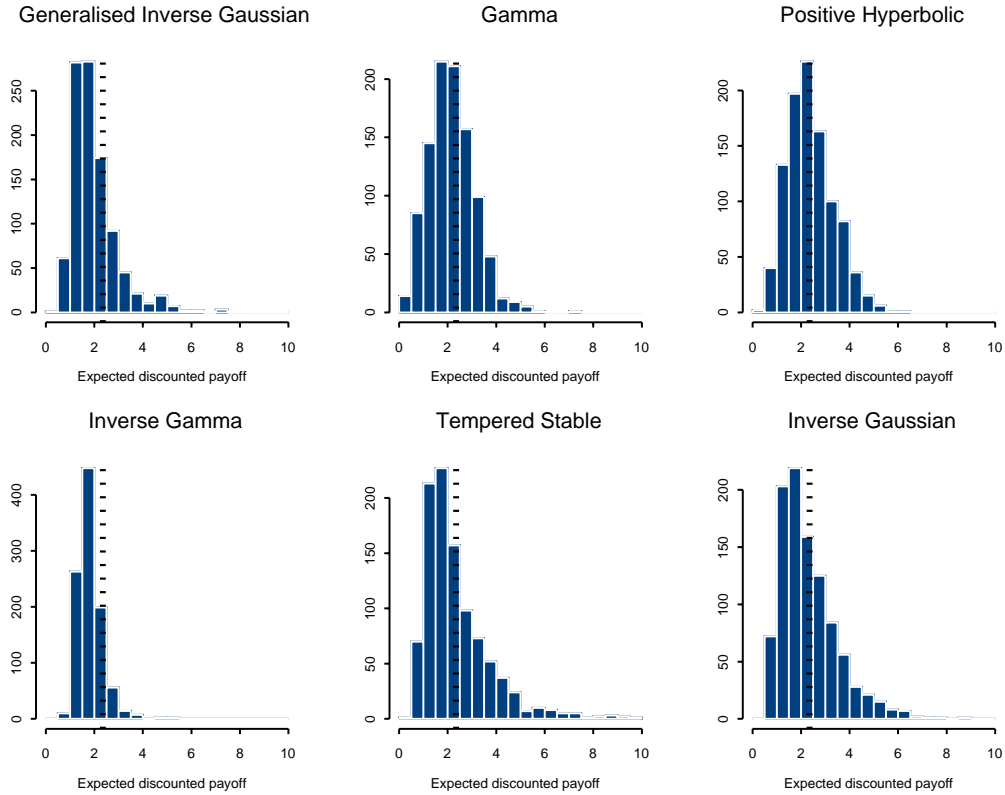 Generalised Inverse Gaussian
Gamma
Positive Hyperbolic
250
200
150
100
50
0
0 2 4 6 8 10
Expected discounted payoff
200
150
100
50
0
0 2 4 6 8 10
Expected discounted payoff
200
150
100
50
0
0 2 4 6 8 10
Expected discounted payoff
Inverse Gamma
Tempered Stable
Inverse Gaussian
400
300
200
100
0
0 2 4 6 8 10
Expected discounted payoff
200
150
100
50
0
0 2 4 6 8 10
Expected discounted payoff
200
150
100
50
0
0 2 4 6 8 10
Expected discounted payoff